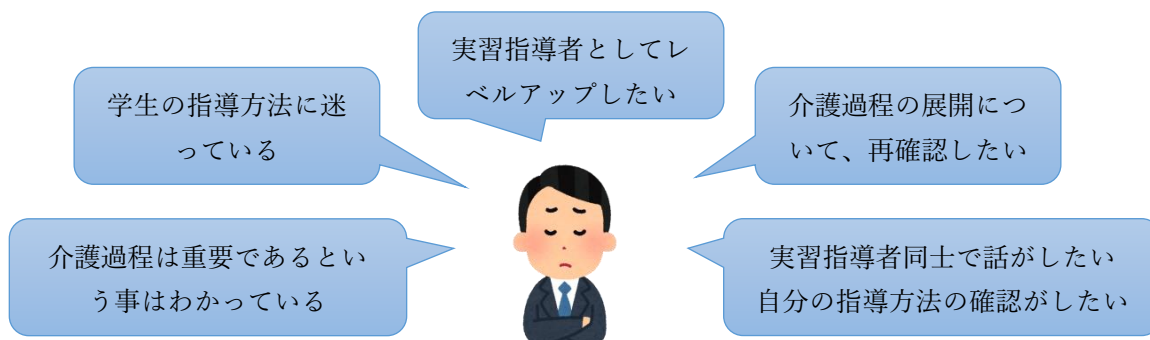 実習指導者としてレ
ベルアップしたい
学生の指導方法に迷
っている
介護過程の展開につ
いて、再確認したい
介護過程は重要であるとい
う事はわかっている
実習指導者同士で話がしたい
自分の指導方法の確認がしたい